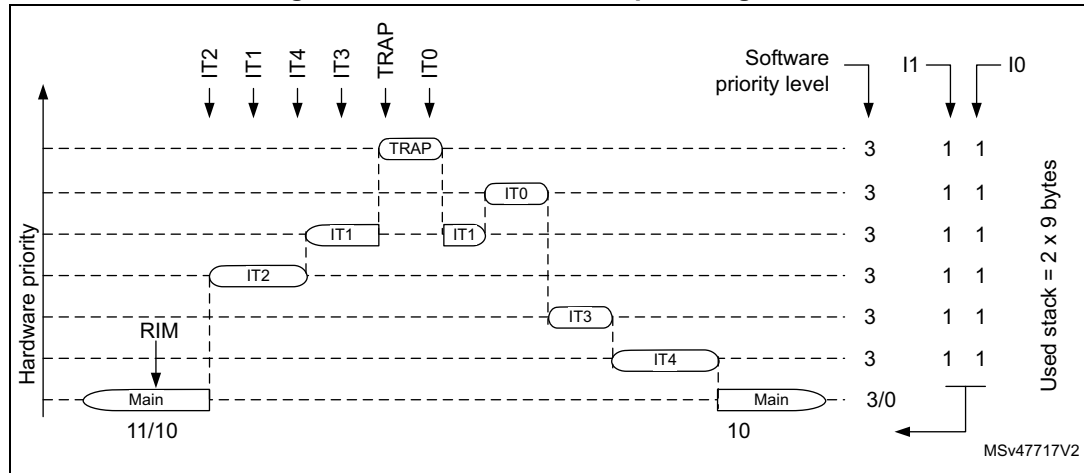 IT2
IT1
IT4
IT3
TRAP
IT0
Software
priority level
I1
I0
Hardware priority
TRAP
3
1 1
IT0
3
1 1
IT1
IT1
3
1 1
IT2
3
1 1
RIM
IT3
3
1 1
IT4
3
1 1
Main
Main
3/0
11/10
10
Used stack = 2 x 9 bytes
MSv47717V2